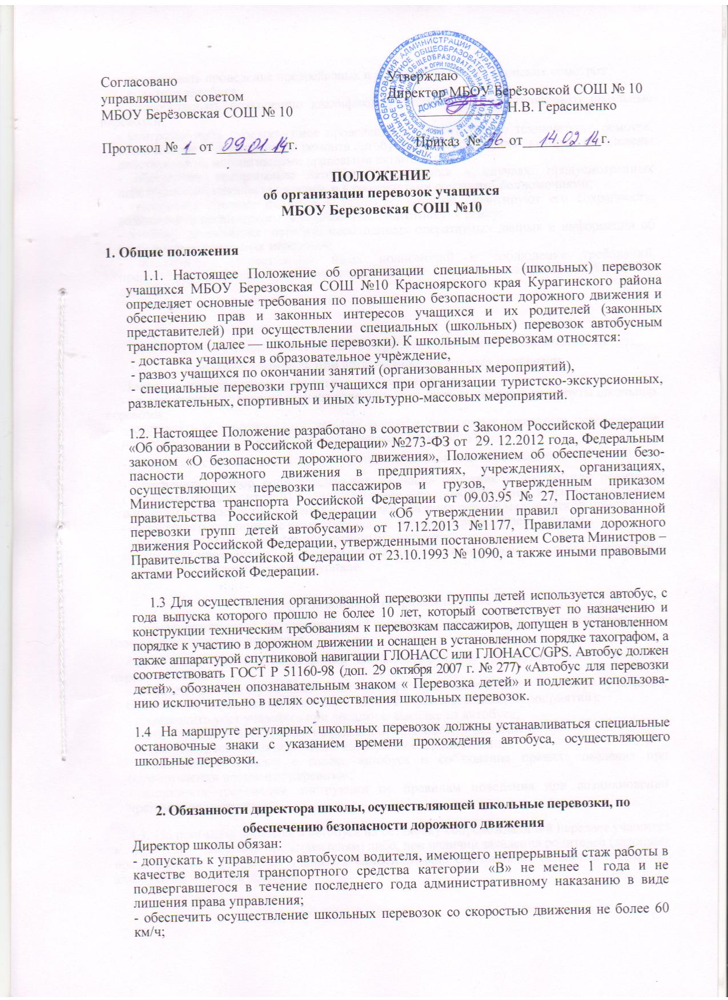 Согласовано
управляющим советом
МБОУ Берёзовская СОШ № 10
Протокол № 1 от 09.01.14г.
Утверждаю
Директор МБОУ Берёзовской СОШ № 10
Н.В. Герасименко
Приказ № 36 от 14.02.14г.
ДЛЯ
ДОКУМЕНТОВ
ПОЛОЖЕНИЕ
об организации перевозок учащихся
МБОУ Березовская СОШ №10
1. Общие положения
1.1. Настоящее Положение об организации специальных (школьных) перевозок
учащихся МБОУ Березовская СОШ №10 Красноярского края Курагинского района
определяет основные требования по повышению безопасности дорожного движения и
обеспечению прав и законных интересов учащихся и их родителей (законных
представителей) при осуществлении специальных (школьных) перевозок автобусным
транспортом (далее — школьные перевозки). К школьным перевозкам относятся:
- доставка учащихся в образовательное учреждение,
- развоз учащихся по окончании занятий (организованных мероприятий),
- специальные перевозки групп учащихся при организации туристско-экскурсионных,
развлекательных, спортивных и иных культурно-массовых мероприятий.
1.2. Настоящее Положение разработано в соответствии с Законом Российской Федерации
«Об образовании в Российской Федерации» №273-ФЗ от 29. 12.2012 года, Федеральным
законом «О безопасности дорожного движения», Положением об обеспечении безо-
пасности дорожного движения в предприятиях, учреждениях, организациях,
осуществляющих перевозки пассажиров и грузов, утвержденным приказом
Министерства транспорта Российской Федерации от 09.03.95 № 27, Постановлением
правительства Российской Федерации «Об утверждении правил организованной
перевозки групп детей автобусами» от 17.12.2013 №1177, Правилами дорожного
движения Российской Федерации, утвержденными постановлением Совета Министров –
Правительства Российской Федерации от 23.10.1993 № 1090, а также иными правовыми
актами Российской Федерации.
1.3 Для осуществления организованной перевозки группы детей используется автобус, с
года выпуска которого прошло не более 10 лет, который соответствует по назначению и
конструкции техническим требованиям к перевозкам пассажиров, допущен в установленном
порядке к участию в дорожном движении и оснащен в установленном порядке тахографом, а
также аппаратурой спутниковой навигации ГЛОНАСС или ГЛОНАСС/GPS. Автобус должен
соответствовать ГОСТ Р 51160-98 (доп. 29 октября 2007 г. № 277) «Автобус для перевозки
детей», обозначен опознавательным знаком « Перевозка детей» и подлежит использова-
нию исключительно в целях осуществления школьных перевозок.
1.4 На маршруте регулярных школьных перевозок должны устанавливаться специальные
остановочные знаки с указанием времени прохождения автобуса, осуществляющего
школьные перевозки.
2. Обязанности директора школы, осуществляющей школьные перевозки, по
обеспечению безопасности дорожного движения
Директор школы обязан:
- допускать к управлению автобусом водителя, имеющего непрерывный стаж работы в
качестве водителя транспортного средства категории «В» не менее 1 года и не
подвергавшегося в течение последнего года административному наказанию в виде
лишения права управления;
- обеспечить осуществление школьных перевозок со скоростью движения не более 60
км/ч;